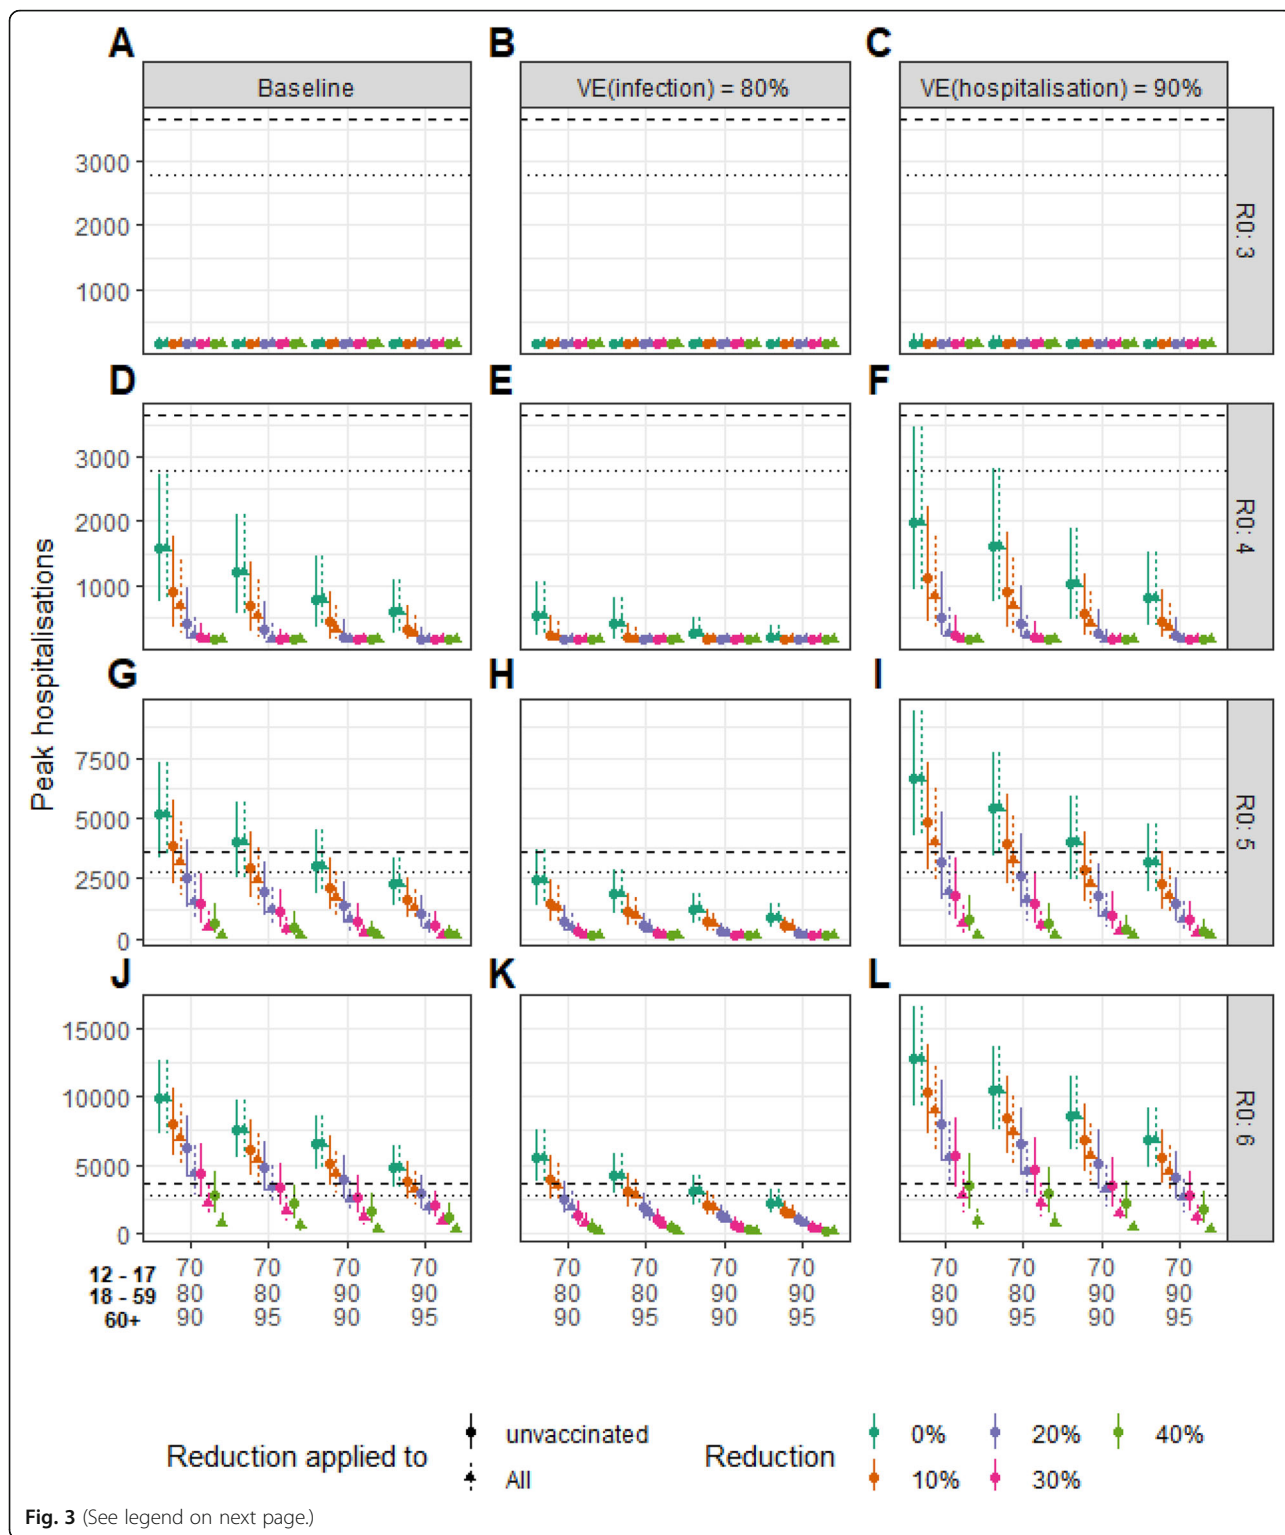 A B C
Baseline VE(infection) = 80% VE(hospitalisation) = 90%
3000
2000
1000
R0: 3
D E F
3000
2000
1000
R0: 4
Peak hospitalisations
G H I
7500
5000
2500
0
R0: 5
J K L
15000
10000
5000
0
R0: 6
12 - 17 70 70 70 70 70 70 70 70 70 70 70 70
18 - 59 80 80 90 90 80 80 90 90 80 80 90 90
60+ 90 95 90 95 90 95 90 95 90 95 90 95
Reduction applied to
unvaccinated
All
Reduction
0% 20% 40%
10% 30%
Fig. 3 (See legend on next page.)